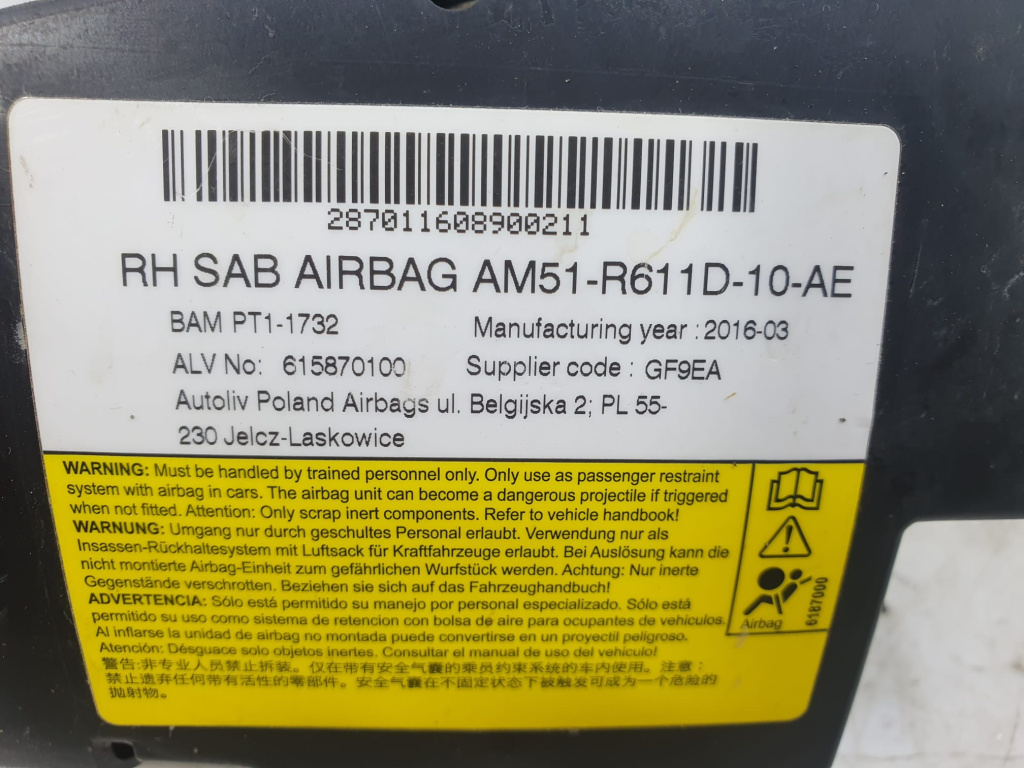 287011608900211
RH SAB AIRBAG AM51-R611D-10-AE
BAM PT1-1732 Manufacturing year : 2016-03
ALV No: 615870100 Supplier code : GF9EA
Autoliv Poland Airbags ul. Belgijska 2; PL 55-
230 Jelcz-Laskowice
WARNING: Must be handled by trained personnel only. Only use as passenger restraint
system with airbag in cars. The airbag unit can become a dangerous projectile if triggered
when not fitted. Attention: Only scrap inert components. Refer to vehicle handbook!
WARNUNG: Umgang nur durch geschultes Personal erlaubt. Verwendung nur als
Insassen-Rückhaltesystem mit Luftsack für Kraftfahrzeuge erlaubt. Bei Auslösung kann die
nicht montierte Airbag-Einheit zum gefährlichen Wurfstück werden. Achtung: Nur inerte
Gegenstände verschrotten. Beziehen sie sich auf das Fahrzeughandbuch!
ADVERTENCIA: Sólo está permitido su manejo por personal especializado. Sólo está
permitido su uso como sistema de retencion con bolsa de aire para ocupantes de vehículos.
Al inflarse la unidad de airbag no montada puede convertirse en un proyectil peligroso.
Atención: Désguace solo objetos inertes. Consultar el manual de uso del vehículo!
警告:非专业人员禁止拆装。仅在带有安全气囊的乘员约束系统的车内使用。注意:
禁止遗弃任何带有活性的零部件。安全气囊在不固定状态下被触发可成为一个危险的
抛射物。
Airbag
6187000